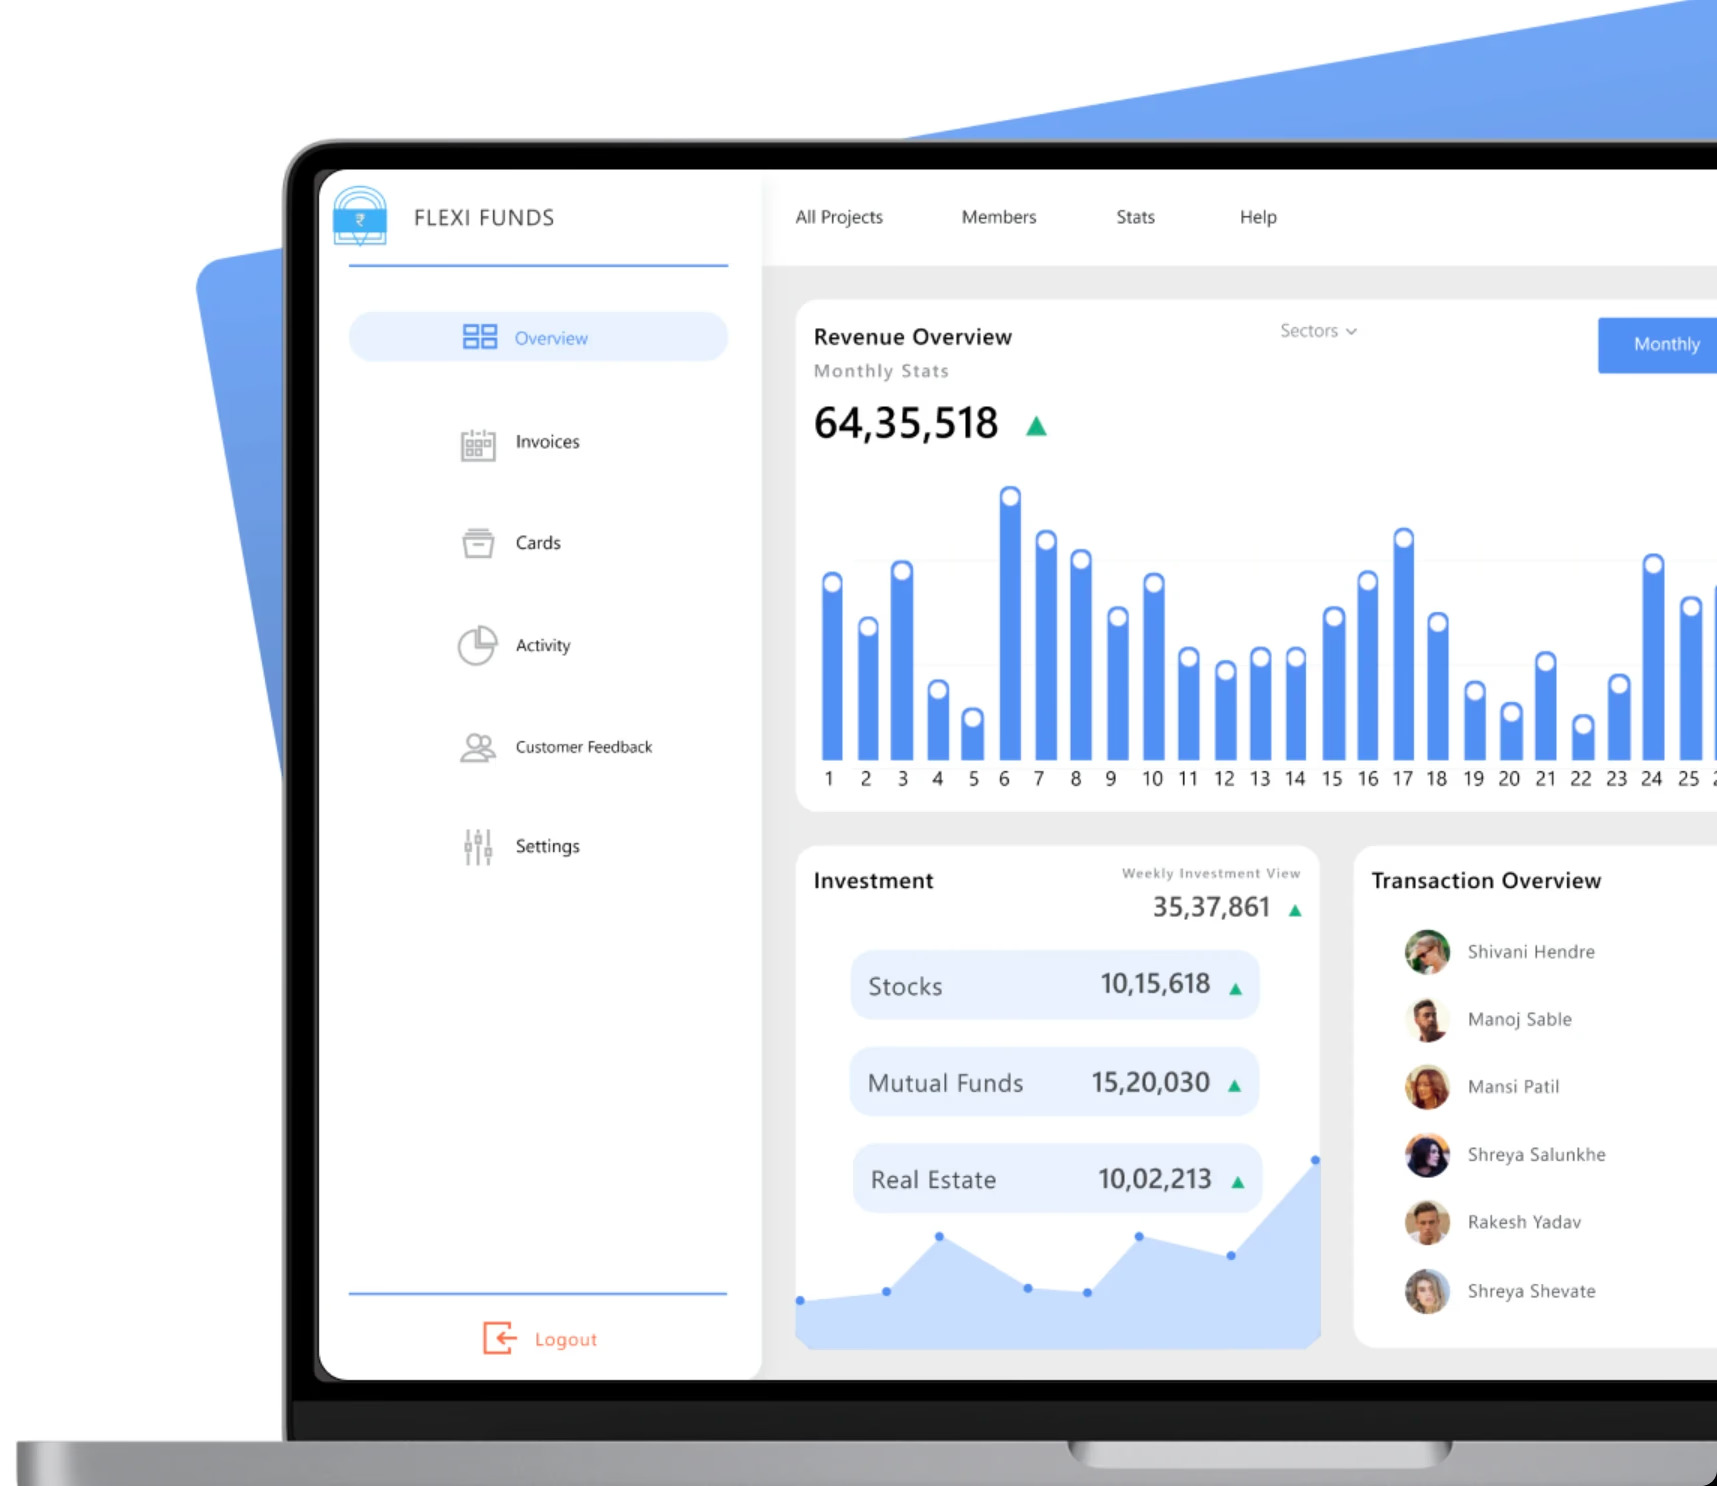 ₹
FLEXI FUNDS
All Projects
Members
Stats
Help
Overview
Invoices
Cards
Activity
Customer Feedback
Settings
Logout
Revenue Overview
Sectors
Monthly
Monthly Stats
64,35,518
1 2 3 4 5 6 7 8 9 10 11 12 13 14 15 16 17 18 19 20 21 22 23 24 25
Investment
Weekly Investment View
35,37,861
Stocks 10,15,618
Mutual Funds 15,20,030
Real Estate 10,02,213
Transaction Overview
Shivani Hendre
Manoj Sable
Mansi Patil
Shreya Salunkhe
Rakesh Yadav
Shreya Shevate